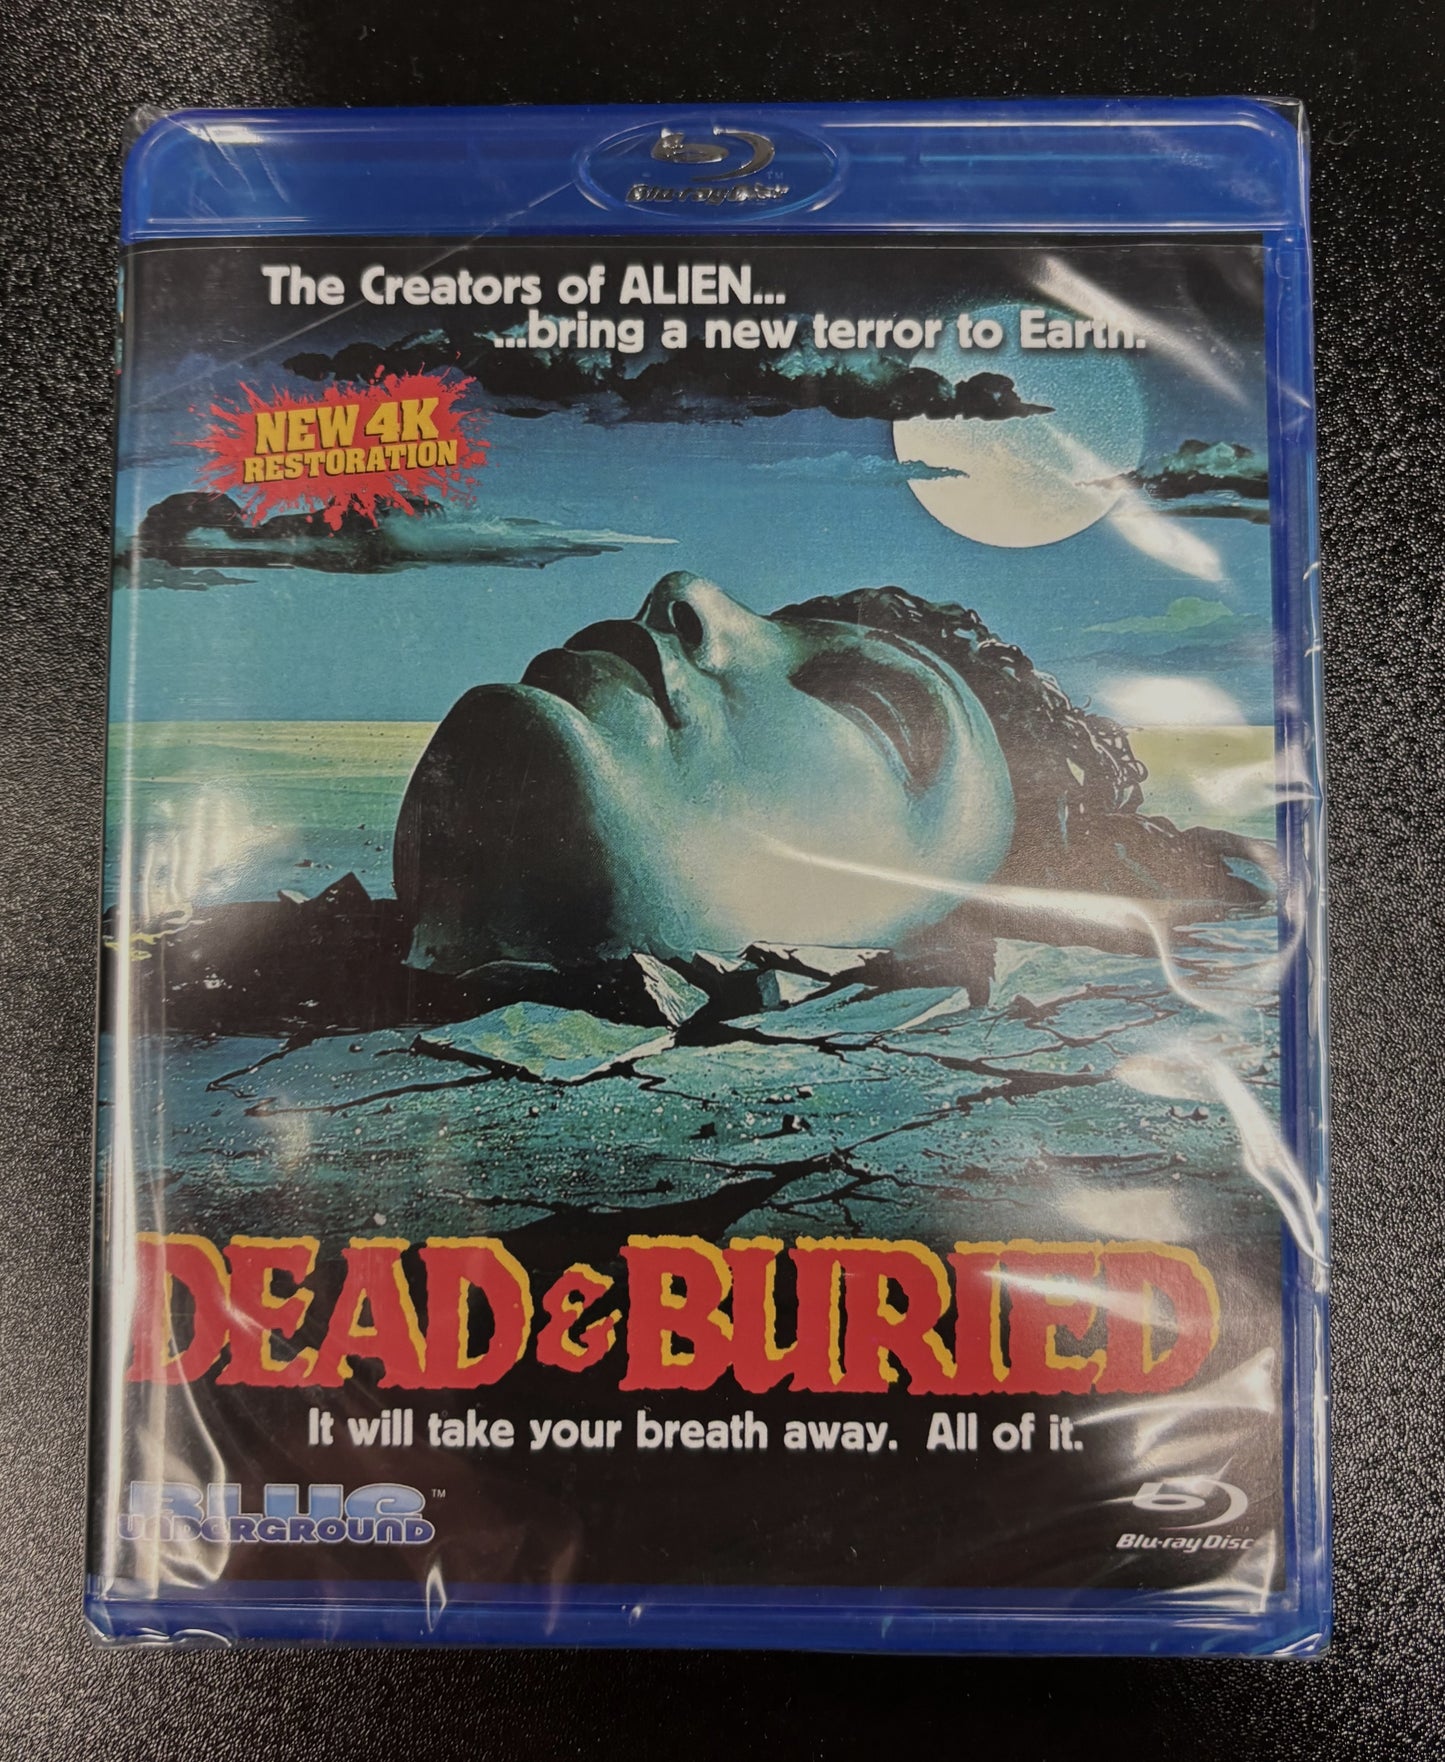 Blu-ray Disc
The Creators of ALIEN...
...bring a new terror to Earth.
NEW 4K
RESTORATION
DEAD & BURIED
It will take your breath away. All of it.
BLUE ™
UNDERGROUND
Blu-ray Disc